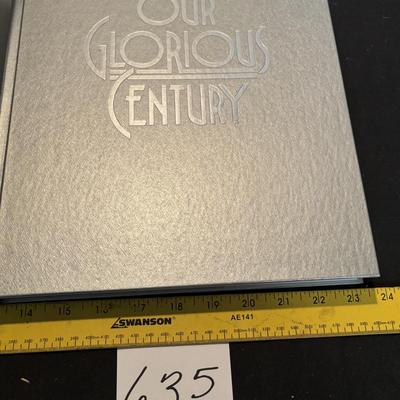 OUR
GLORIOUS
CENTURY
14 15 16 17 18 19 20 21 22 23 24
SWANSON AE141
635